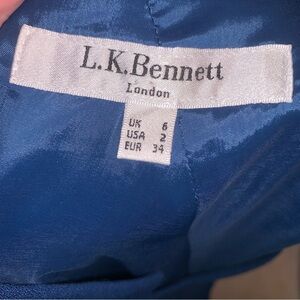 L.K.Bennett
London
UK 6
USA 2
EUR 34